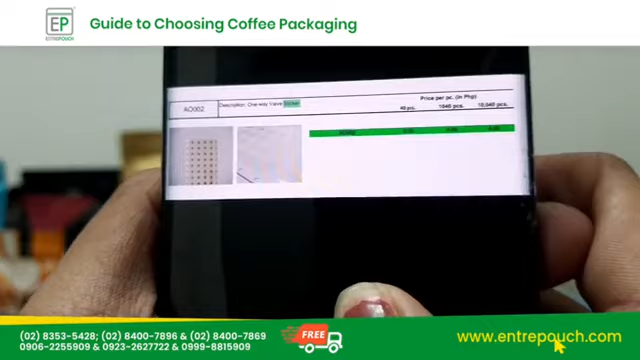 EP
ENTREPOUCH
Guide to Choosing Coffee Packaging
AO002
Description: One-way Valve Sticker
Price per pc. (in Php)
1040 pcs.
10,040 pcs.
(02) 8353-5428; (02) 8400-7896 & (02) 8400-7869
0906-2255909 & 0923-2627722 & 0999-8815909
FREE
www.entrepouch.com